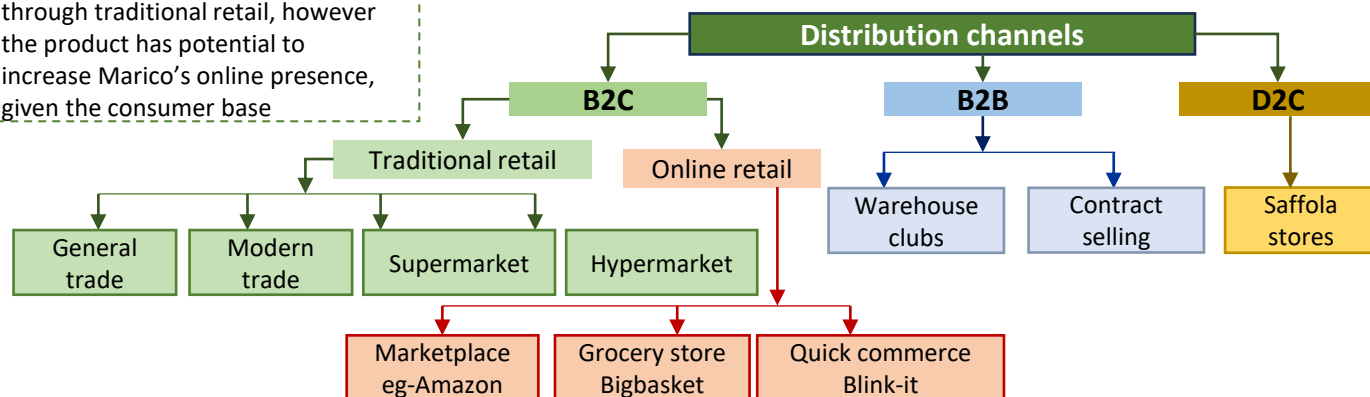 through traditional retail, however
the product has potential to
increase Marico's online presence,
given the consumer base
Distribution channels
B2C
B2B
D2C
Traditional retail
Online retail
Warehouse
clubs
Contract
selling
Saffola
stores
General
trade
Modern
trade
Supermarket
Hypermarket
Marketplace
eg-Amazon
Grocery store
Bigbasket
Quick commerce
Blink-it